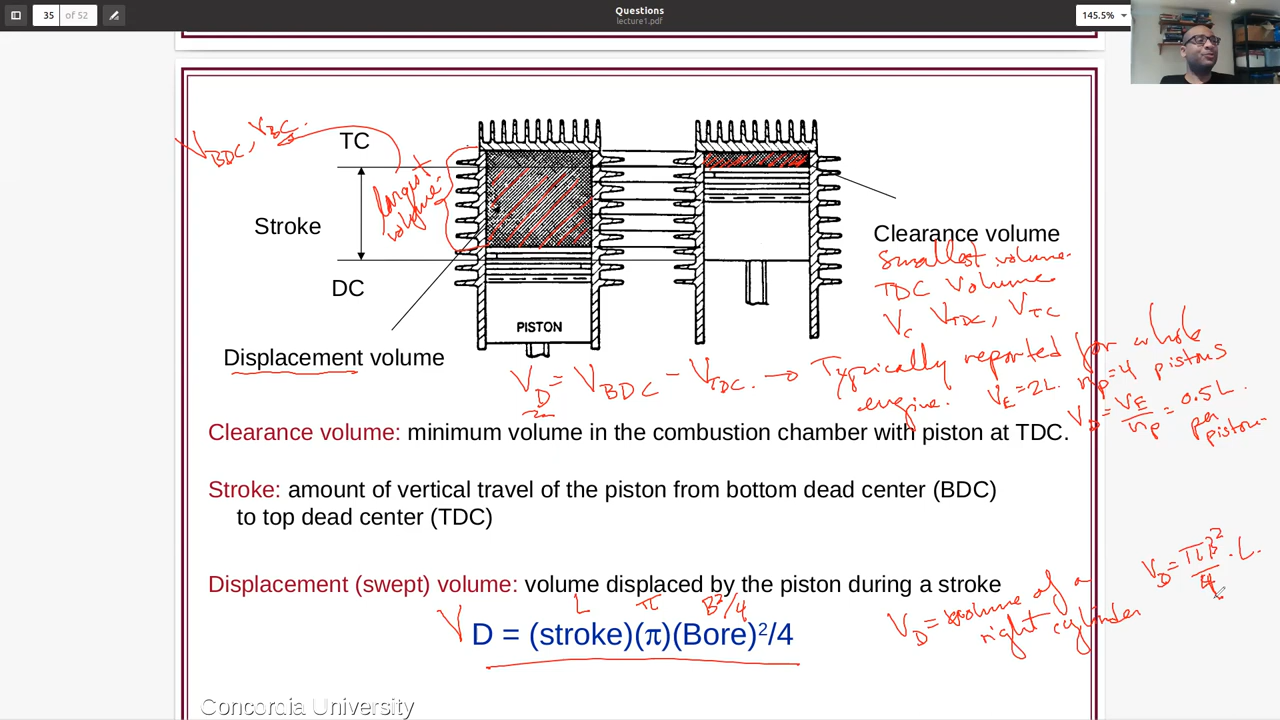 35 of 52
Questions
lecture1.pdf
145.5%
V_BDC, V_BC.
TC
largest
volume.
Stroke
DC
PISTON
Displacement volume
Clearance volume
Smallest volume.
TDC Volume
V_c V_TDC, V_TC
V_D = V_BDC - V_TDC. → Typically reported for whole
engine. V_E = 2L. n_p = 4 pistons
V_D = V_E/n_p = 0.5L
per
piston.
Clearance volume: minimum volume in the combustion chamber with piston at TDC.
Stroke: amount of vertical travel of the piston from bottom dead center (BDC)
to top dead center (TDC)
Displacement (swept) volume: volume displaced by the piston during a stroke
L π B²/4
V D = (stroke)(π)(Bore)²/4
V_D = volume of a
right cylinder
V_D = πB²/4 · L.
Concordia University